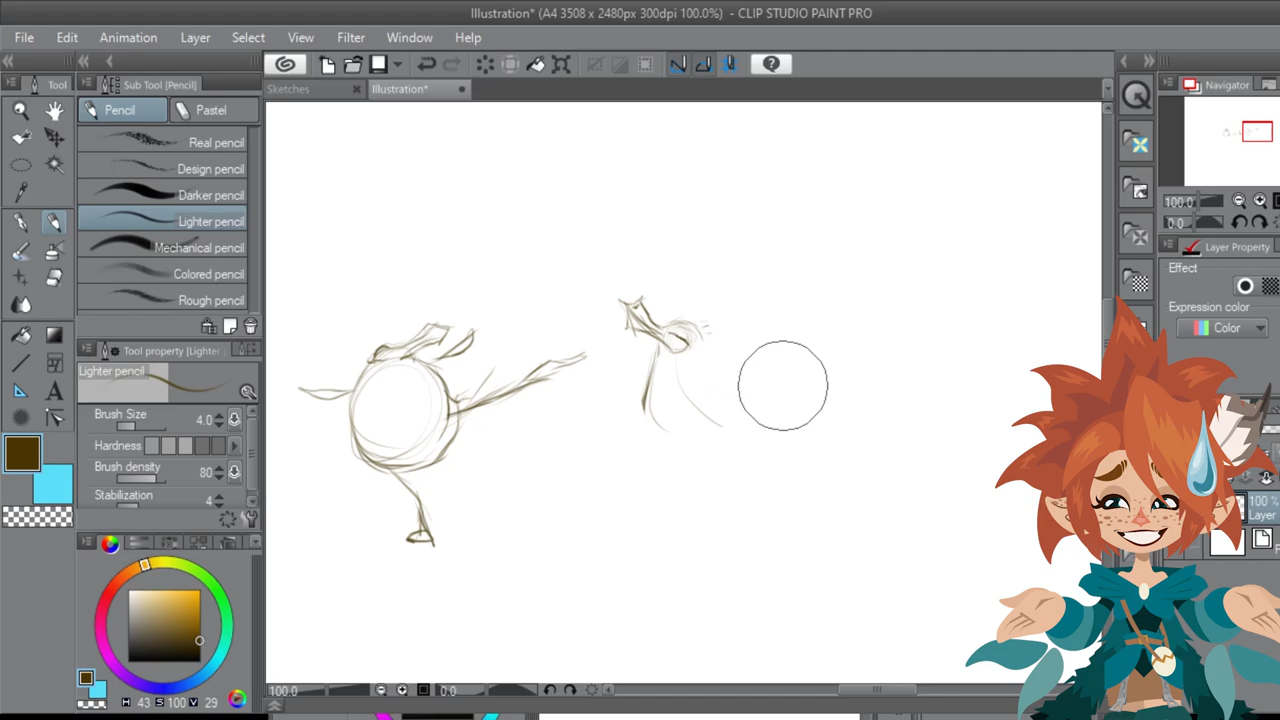 Illustration* (A4 3508 x 2480px 300dpi 100.0%) - CLIP STUDIO PAINT PRO
File Edit Animation Layer Select View Filter Window Help
Tool
Sub Tool [Pencil]
Sketches
Illustration*
Navigator
Pencil
Pastel
Real pencil
Design pencil
Darker pencil
Lighter pencil
Mechanical pencil
Colored pencil
Rough pencil
100.0
0.0
Layer Property
Effect
Expression color
Color
Tool property [Lighter
Lighter pencil
Brush Size 4.0
Hardness
Brush density 80
Stabilization 4
100 %
Layer
H 43 S 100 V 29
100.0
0.0